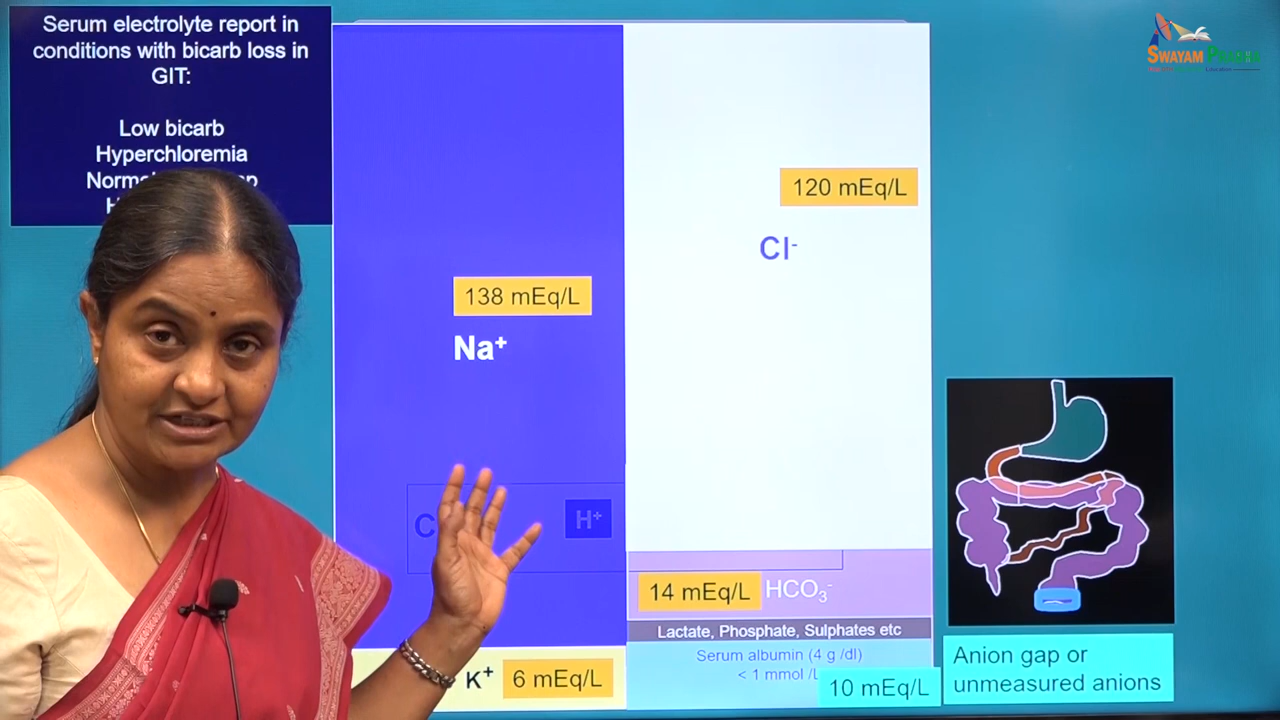 Serum electrolyte report in
conditions with bicarb loss in
GIT:
Low bicarb
Hyperchloremia
SWAYAM PRABHA
120 mEq/L
Cl⁻
138 mEq/L
Na⁺
H⁺
14 mEq/L HCO₃⁻
Lactate, Phosphate, Sulphates etc
Serum albumin (4 g /dl)
< 1 mmol
K⁺ 6 mEq/L
10 mEq/L
Anion gap or
unmeasured anions